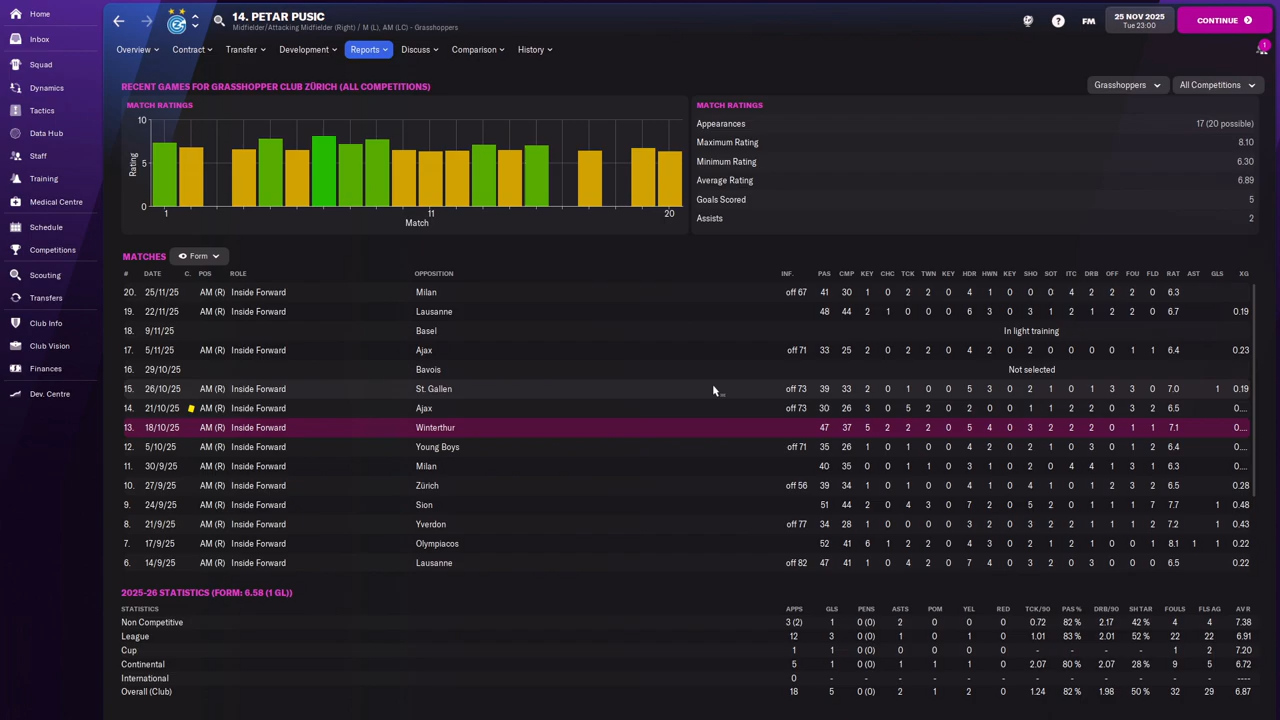 Home
Inbox
Squad
Dynamics
Tactics
Data Hub
Staff
Training
Medical Centre
Schedule
Competitions
Scouting
Transfers
Club Info
Club Vision
Finances
Dev. Centre
14. PETAR PUSIC
Midfielder/Attacking Midfielder (Right) / M (L), AM (LC) - Grasshoppers
FM
25 NOV 2025
Tue 23:00
CONTINUE
1
Overview Contract Transfer Development Reports Discuss Comparison History
RECENT GAMES FOR GRASSHOPPER CLUB ZÜRICH (ALL COMPETITIONS)
Grasshoppers All Competitions
MATCH RATINGS
10
5
0
Rating
1 11 20
Match
MATCH RATINGS
Appearances 17 (20 possible)
Maximum Rating 8.10
Minimum Rating 6.30
Average Rating 6.89
Goals Scored 5
Assists 2
MATCHES Form
# DATE C. POS ROLE OPPOSITION INF. PAS CMP KEY CHC TCK TWN KEY HDR HWN KEY SHO SOT ITC DRB OFF FOU FLD RAT AST GLS XG
20. 25/11/25 AM (R) Inside Forward Milan off 67 41 30 1 0 2 2 0 4 1 0 0 0 4 2 2 2 0 6.3
19. 22/11/25 AM (R) Inside Forward Lausanne 48 44 2 1 0 0 0 6 3 0 3 1 2 1 2 2 0 6.7 0.19
18. 9/11/25 Basel In light training
17. 5/11/25 AM (R) Inside Forward Ajax off 71 33 25 2 0 2 2 0 4 2 0 2 0 0 0 0 1 1 6.4 0.23
16. 29/10/25 Bavois Not selected
15. 26/10/25 AM (R) Inside Forward St. Gallen off 73 39 33 2 0 1 0 0 5 3 0 2 1 0 1 3 3 0 7.0 1 0.19
14. 21/10/25 AM (R) Inside Forward Ajax off 73 30 26 3 0 5 2 0 2 0 0 1 1 2 2 0 3 1 6.5 0....
13. 18/10/25 AM (R) Inside Forward Winterthur 47 37 5 2 2 2 0 5 4 0 3 2 2 2 0 1 1 7.1 0....
12. 5/10/25 AM (R) Inside Forward Young Boys off 71 35 26 1 0 1 0 0 4 2 0 2 1 0 3 0 1 1 6.4 0....
11. 30/9/25 AM (R) Inside Forward Milan 40 35 0 0 1 1 0 3 1 0 2 0 4 4 1 3 1 6.3 0....
10. 27/9/25 AM (R) Inside Forward Zürich off 56 39 34 1 0 1 0 0 4 1 0 4 1 0 2 3 2 6.5 0.28
9. 24/9/25 AM (R) Inside Forward Sion 51 44 2 0 4 3 0 7 2 0 5 2 0 2 0 1 1 7.7 1 0.48
8. 21/9/25 AM (R) Inside Forward Yverdon off 77 34 28 1 0 0 0 0 3 2 0 3 2 2 1 0 1 2 7.2 1 0.43
7. 17/9/25 AM (R) Inside Forward Olympiacos 52 41 6 1 2 2 0 4 3 0 2 1 2 1 0 0 1 8.1 1 1 0.22
6. 14/9/25 AM (R) Inside Forward Lausanne off 82 47 41 1 0 2 0 0 7 4 0 3 2 0 3 0 4 0 6.5 0.22
2025-26 STATISTICS (FORM: 6.58 (1 GL))
STATISTICS APPS GLS PENS ASTS POM YEL RED TCK/90 PAS % DRB/90 SH TAR FOULS FLS AG AV R
Non Competitive 3 (2) 1 0 (0) 2 0 0 0 0.72 82 % 2.17 42 % 4 4 7.38
League 12 3 0 (0) 1 0 1 0 1.01 83 % 2.01 52 % 22 22 6.91
Cup 1 1 0 (0) 0 0 0 0 - - - - 1 2 7.20
Continental 5 1 0 (0) 1 1 1 0 2.07 80 % 2.07 28 % 9 5 6.72
International 0 - - - - - - - - - - - - ----
Overall (Club) 18 5 0 (0) 2 1 2 0 1.24 82 % 1.98 50 % 32 29 6.87